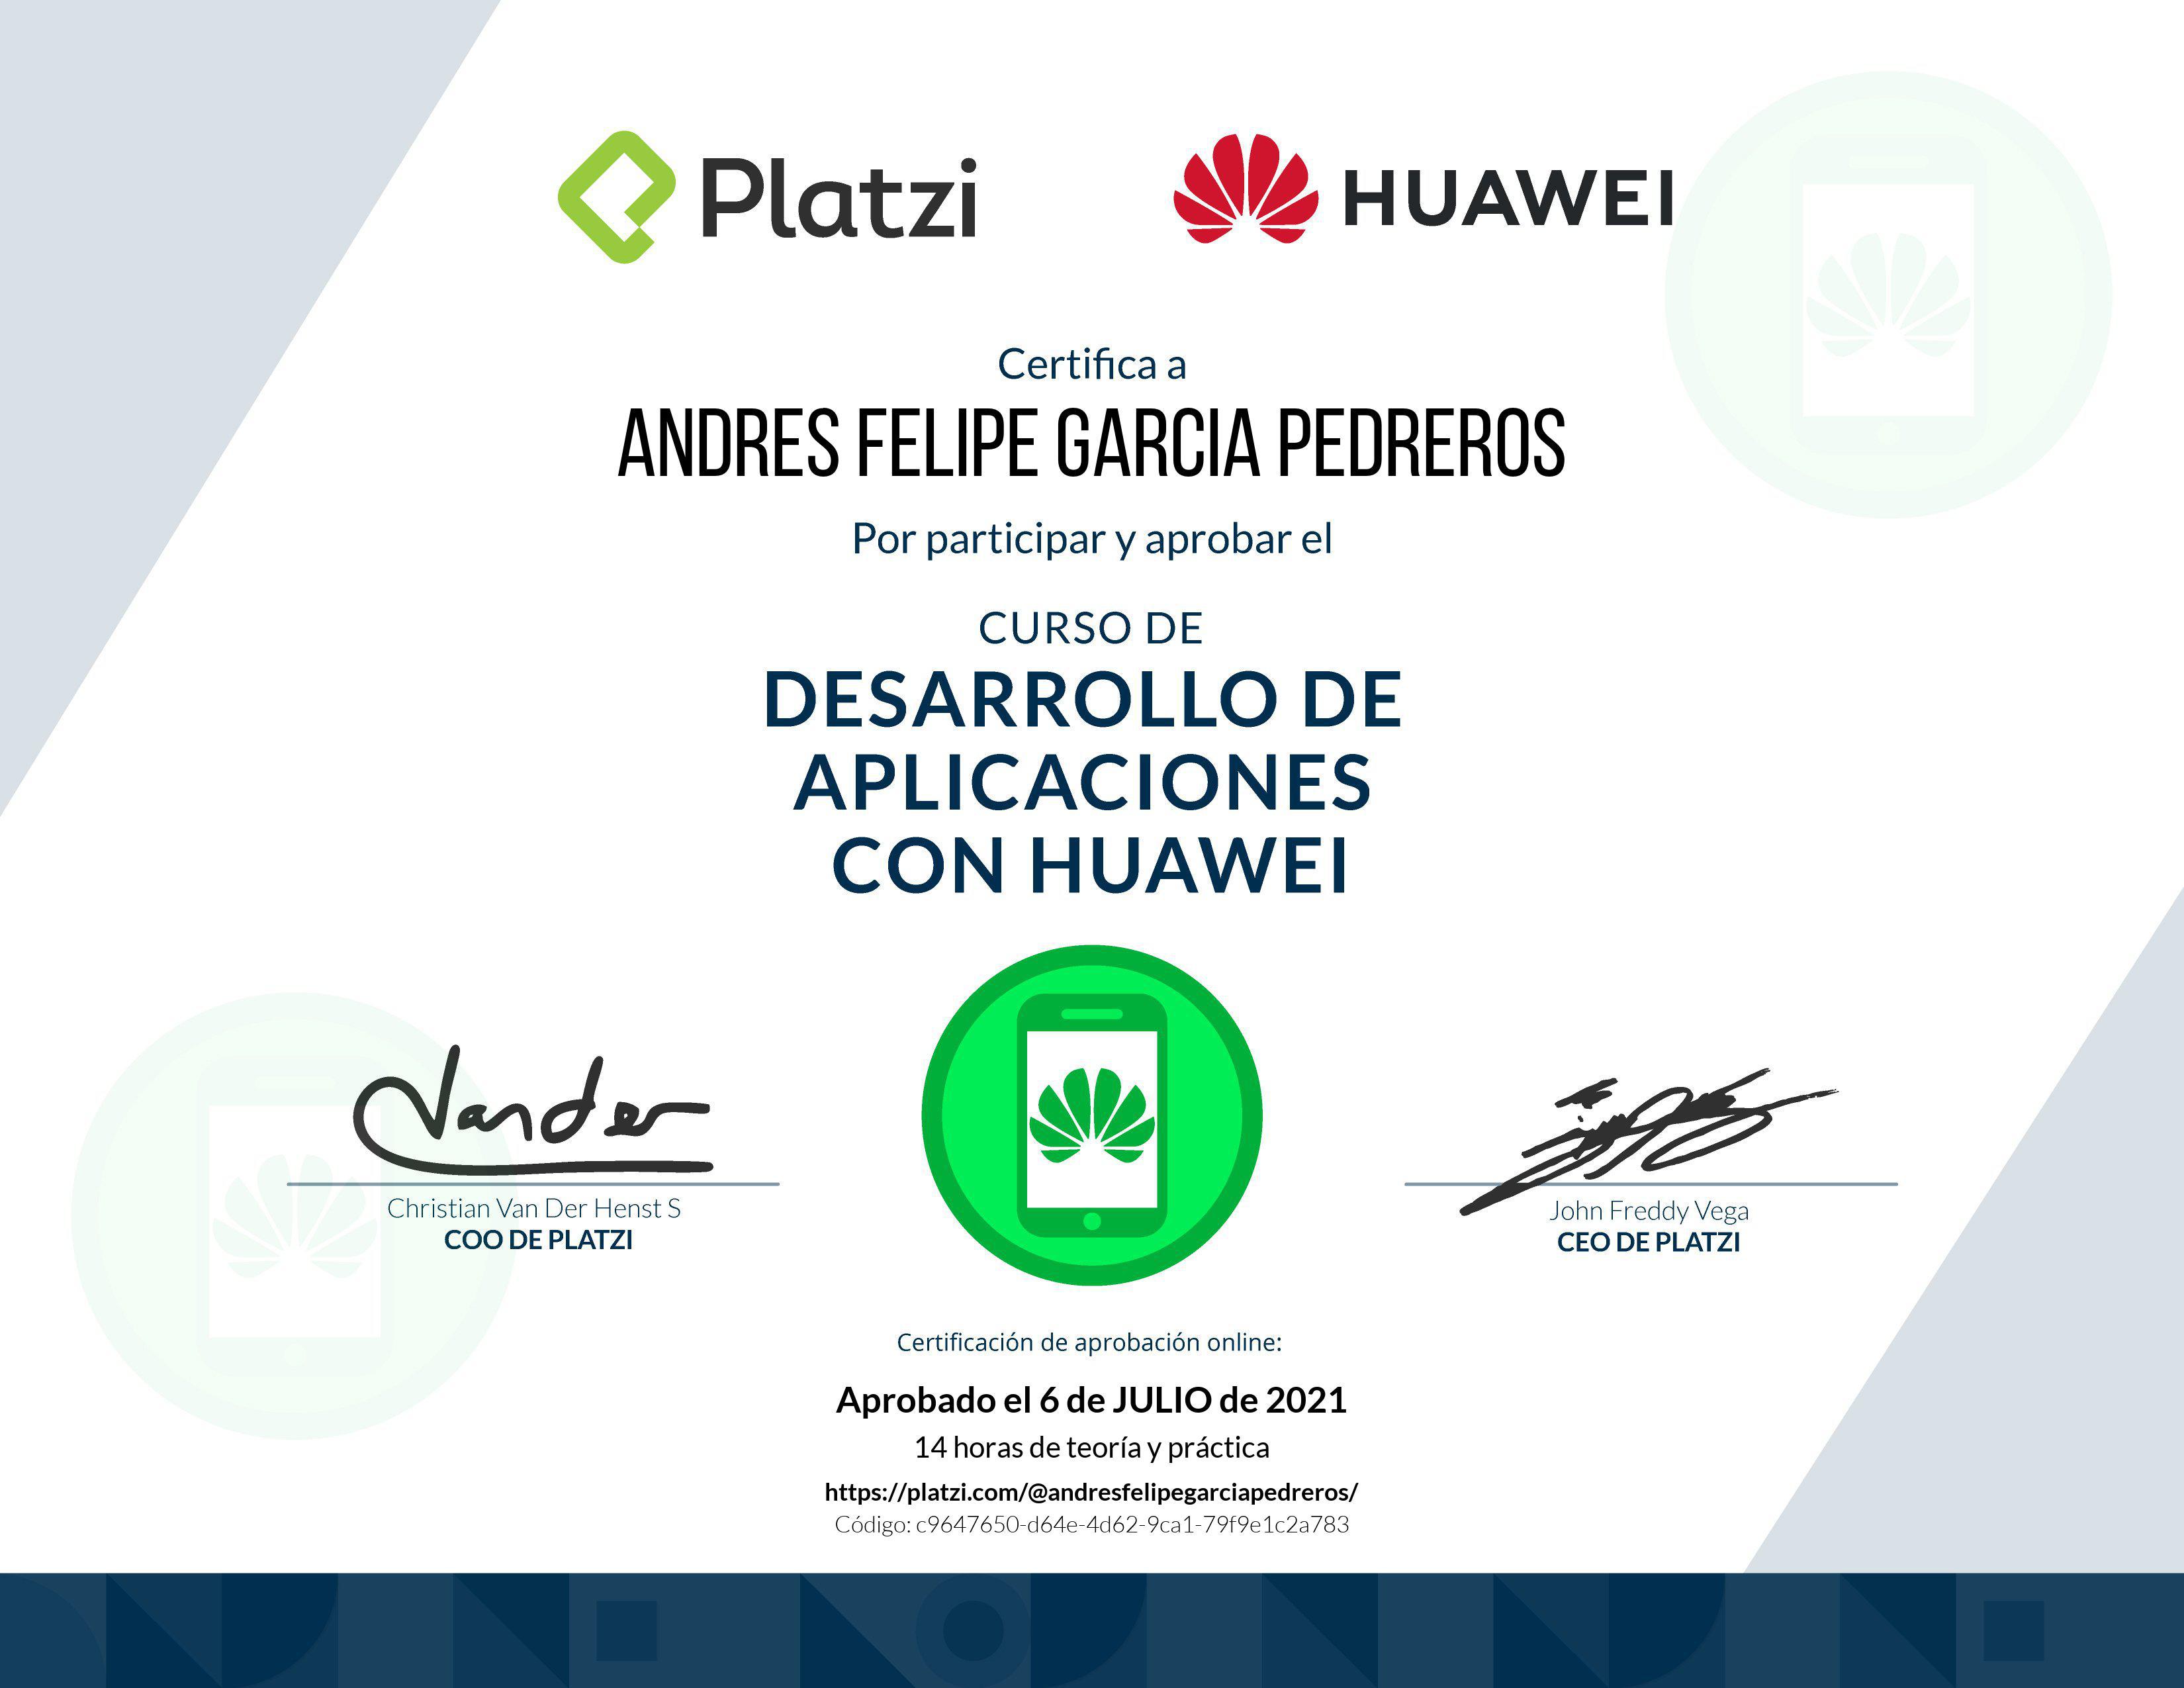 Platzi
HUAWEI
Certifica a
ANDRES FELIPE GARCIA PEDREROS
Por participar y aprobar el
CURSO DE
DESARROLLO DE
APLICACIONES
CON HUAWEI
Vander
Christian Van Der Henst S
COO DE PLATZI
John Freddy Vega
CEO DE PLATZI
Certificación de aprobación online:
Aprobado el 6 de JULIO de 2021
14 horas de teoría y práctica
https://platzi.com/@andresfelipegarciapedreros/
Código: c9647650-d64e-4d62-9ca1-79f9e1c2a783